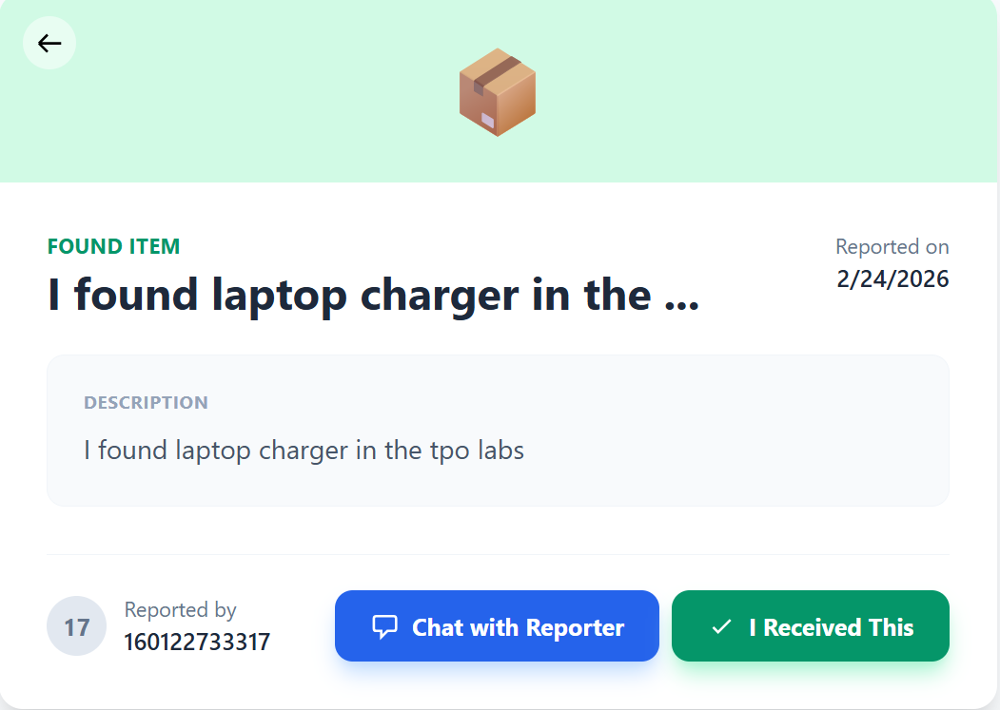 FOUND ITEM
Reported on
I found laptop charger in the ...
2/24/2026
DESCRIPTION
I found laptop charger in the tpo labs
17
Reported by
160122733317
Chat with Reporter
I Received This